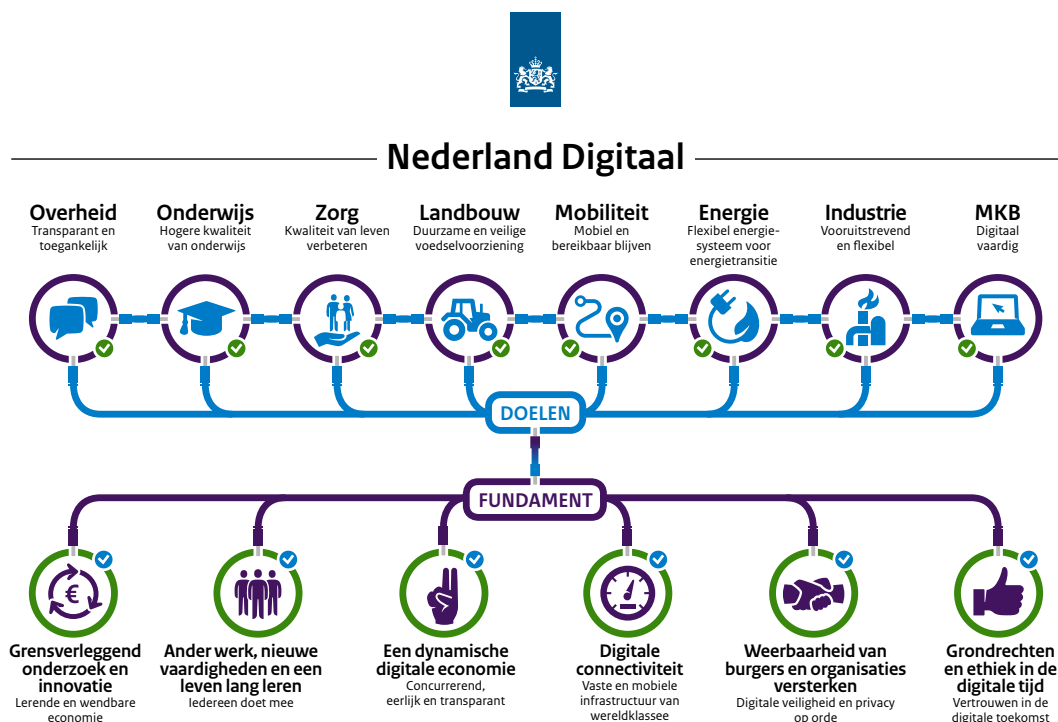 Nederland Digitaal
Overheid
Transparant en
toegankelijk
Onderwijs
Hogere kwaliteit
van onderwijs
Zorg
Kwaliteit van leven
verbeteren
Landbouw
Duurzame en veilige
voedselvoorziening
Mobiliteit
Mobiel en
bereikbaar blijven
Energie
Flexibel energie-
systeem voor
energietransitie
Industrie
Vooruitstrevend
en flexibel
MKB
Digitaal
vaardig
DOELEN
FUNDAMENT
€
Grensverleggend
onderzoek en
innovatie
Lerende en wendbare
economie
Ander werk, nieuwe
vaardigheden en een
leven lang leren
Iedereen doet mee
Een dynamische
digitale economie
Concurrerend,
eerlijk en transparant
Digitale
connectiviteit
Vaste en mobiele
infrastructuur van
wereldklassee
Weerbaarheid van
burgers en organisaties
versterken
Digitale veiligheid en privacy
op orde
Grondrechten
en ethiek in de
digitale tijd
Vertrouwen in de
digitale toekomst